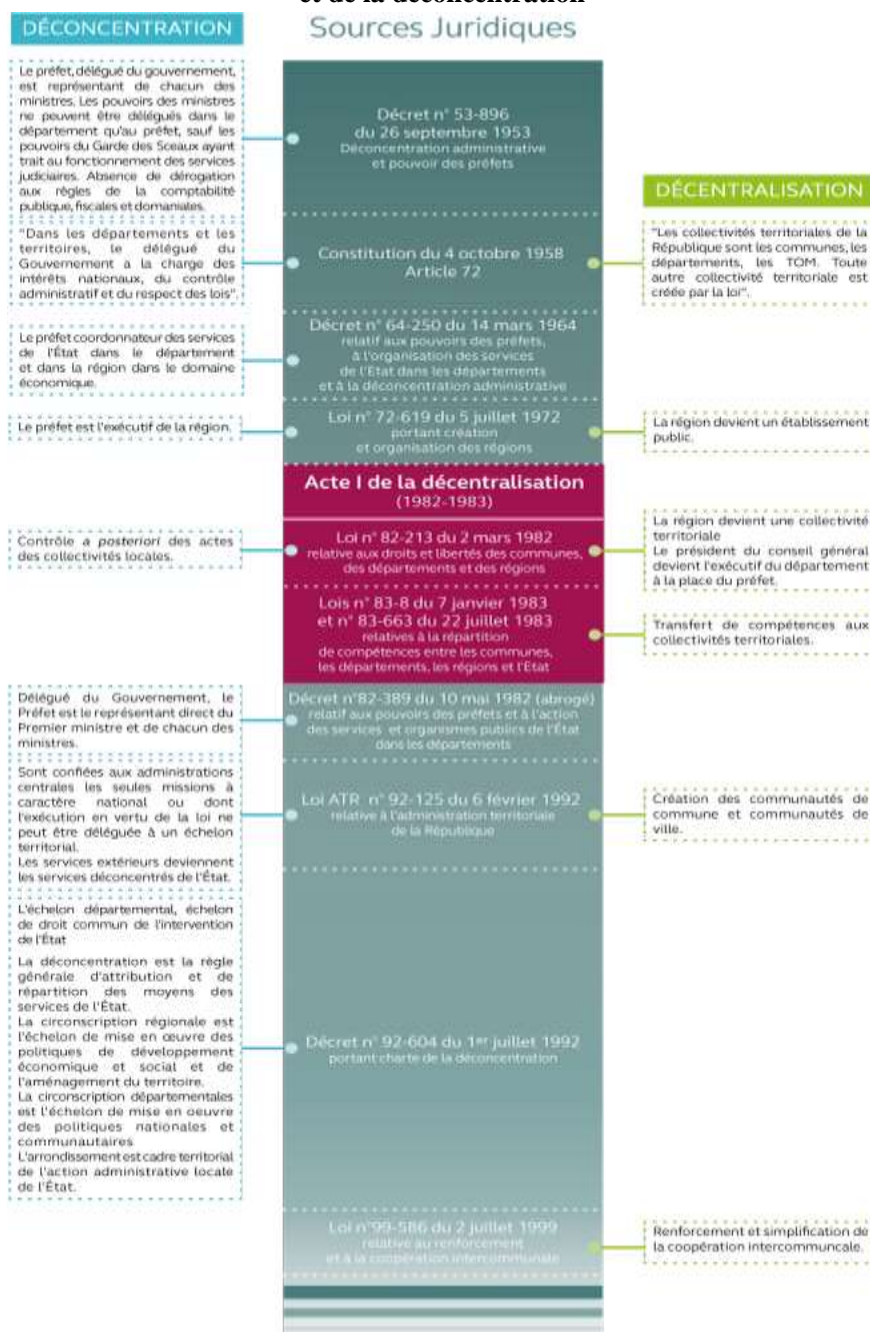 et de la déconcentration
DÉCONCENTRATION
Sources Juridiques
Le préfet, délégué du gouvernement,
est représentant de chacun des
ministres. Les pouvoirs des ministres
ne peuvent être délégués dans le
département qu'au préfet, sauf les
pouvoirs du Garde des Sceaux ayant
trait au fonctionnement des services
judiciaires. Absence de dérogation
aux règles de la comptabilité
publique, fiscales et domaniales.
Décret n° 53-896
du 26 septembre 1953
Déconcentration administrative
et pouvoir des préfets
DÉCENTRALISATION
"Dans les départements et les
territoires, le délégué du
Gouvernement a la charge des
intérêts nationaux, du contrôle
administratif et du respect des lois".
Constitution du 4 octobre 1958
Article 72
"Les collectivités territoriales de la
République sont les communes, les
départements, les TOM. Toute
autre collectivité territoriale est
créée par la loi".
Le préfet coordonnateur des services
de l'État dans le département
et dans la région dans le domaine
économique.
Décret n° 64-250 du 14 mars 1964
relatif aux pouvoirs des préfets,
à l'organisation des services
de l'Etat dans les départements
et à la déconcentration administrative
Le préfet est l'exécutif de la région.
Loi n° 72-619 du 5 juillet 1972
portant création
et organisation des régions
La région devient un établissement
public.
Acte I de la décentralisation
(1982-1983)
Contrôle a posteriori des actes
des collectivités locales.
Loi n° 82-213 du 2 mars 1982
relative aux droits et libertés des communes,
des départements et des régions
La région devient une collectivité
territoriale
Le président du conseil général
devient l'exécutif du département
à la place du préfet.
Lois n° 83-8 du 7 janvier 1983
et n° 83-663 du 22 juillet 1983
relatives à la répartition
de compétences entre les communes,
les départements, les régions et l'Etat
Transfert de compétences aux
collectivités territoriales.
Délégué du Gouvernement, le
Préfet est le représentant direct du
Premier ministre et de chacun des
ministres.
Décret n°82-389 du 10 mai 1982 (abrogé)
relatif aux pouvoirs des préfets et à l'action
des services et organismes publics de l'État
dans les départements
Sont confiées aux administrations
centrales les seules missions à
caractère national ou dont
l'exécution en vertu de la loi ne
peut être déléguée à un échelon
territorial.
Les services extérieurs deviennent
les services déconcentrés de l'État.
Loi ATR n° 92-125 du 6 février 1992
relative à l'administration territoriale
de la République
Création des communautés de
commune et communautés de
ville.
L'échelon départemental, échelon
de droit commun de l'intervention
de l'État
La déconcentration est la règle
générale d'attribution et de
répartition des moyens des
services de l'État.
La circonscription régionale est
l'échelon de mise en œuvre des
politiques de développement
économique et social et de
l'aménagement du territoire.
La circonscription départementales
est l'échelon de mise en oeuvre
des politiques nationales et
communautaires
L'arrondissement est cadre territorial
de l'action administrative locale
de l'État.
Décret n° 92-604 du 1er juillet 1992
portant charte de la déconcentration
Loi n°99-586 du 2 juillet 1999
relative au renforcement
et à la coopération intercommunale
Renforcement et simplification de
la coopération intercommuncale.